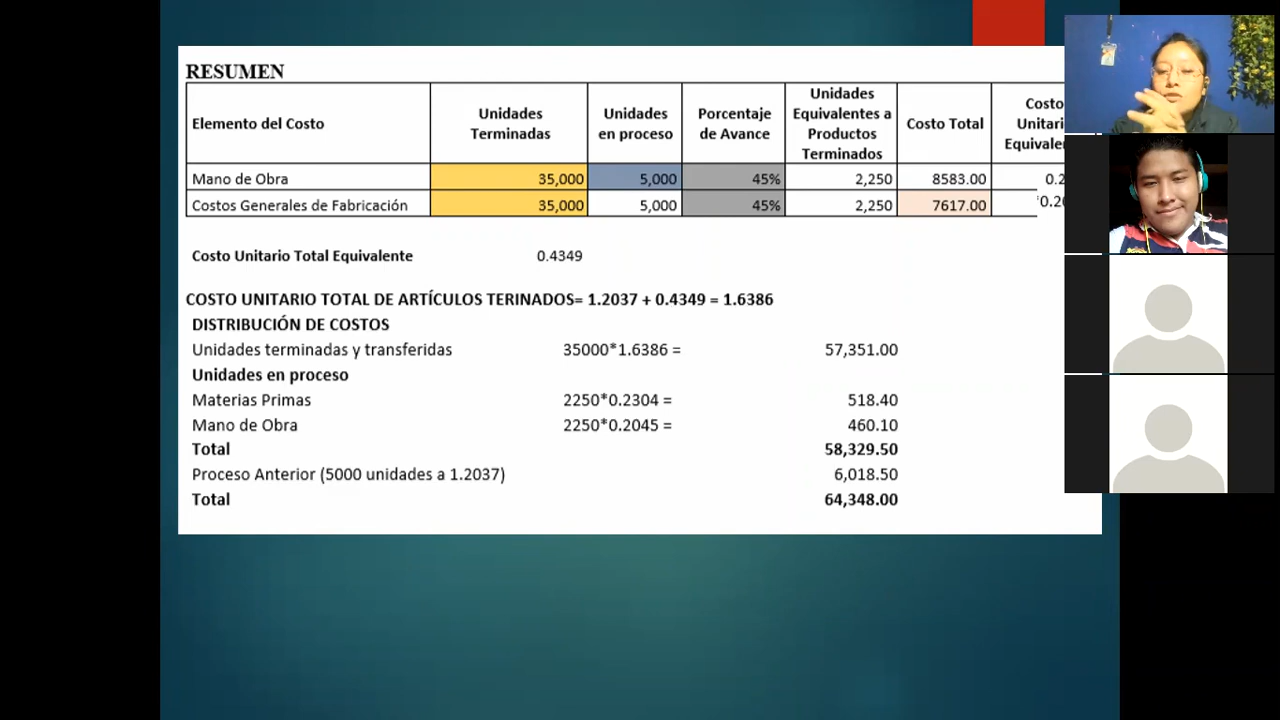 RESUMEN
Elemento del Costo Unidades Terminadas Unidades en proceso Porcentaje de Avance Unidades Equivalentes a Productos Terminados Costo Total Costo
Mano de Obra 35,000 5,000 45% 2,250 8583.00
Costos Generales de Fabricación 35,000 5,000 45% 2,250 7617.00
Costo Unitario Total Equivalente 0.4349
COSTO UNITARIO TOTAL DE ARTÍCULOS TERINADOS= 1.2037 + 0.4349 = 1.6386
DISTRIBUCIÓN DE COSTOS
Unidades terminadas y transferidas 35000*1.6386 = 57,351.00
Unidades en proceso
Materias Primas 2250*0.2304 = 518.40
Mano de Obra 2250*0.2045 = 460.10
Total 58,329.50
Proceso Anterior (5000 unidades a 1.2037) 6,018.50
Total 64,348.00